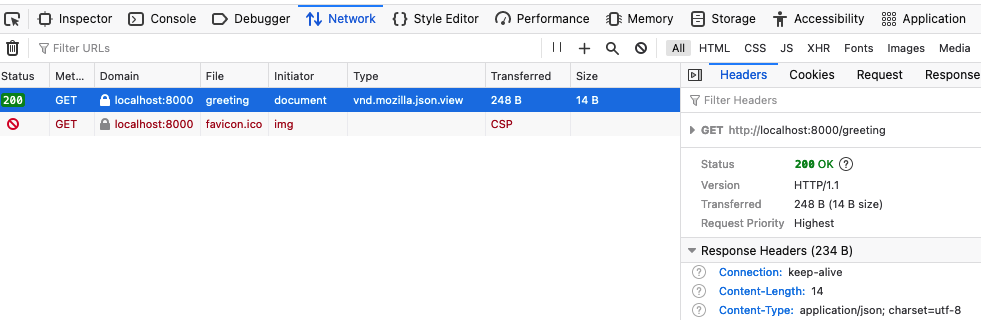 Inspector Console Debugger Network Style Editor Performance Memory Storage Accessibility Application
Filter URLs All HTML CSS JS XHR Fonts Images Media
Status Met... Domain File Initiator Type Transferred Size
200 GET localhost:8000 greeting document vnd.mozilla.json.view 248 B 14 B
GET localhost:8000 favicon.ico img CSP
Headers Cookies Request Response
Filter Headers
GET http://localhost:8000/greeting
Status 200 OK ?
Version HTTP/1.1
Transferred 248 B (14 B size)
Request Priority Highest
Response Headers (234 B)
? Connection: keep-alive
? Content-Length: 14
? Content-Type: application/json; charset=utf-8